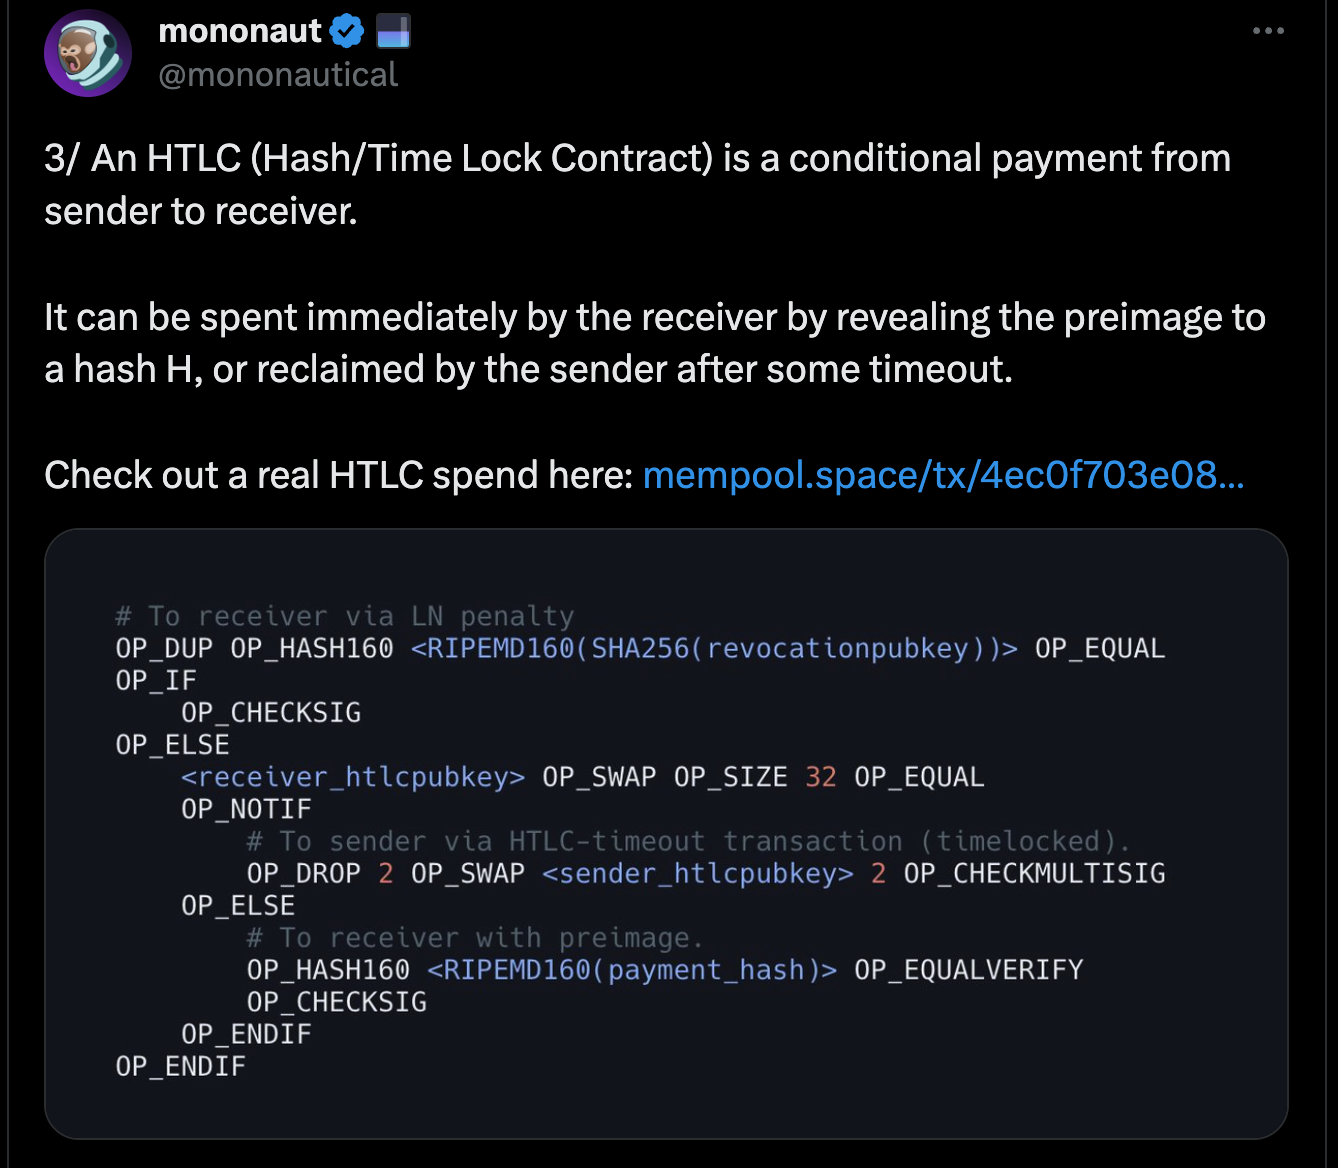 mononaut
@mononautical
3/ An HTLC (Hash/Time Lock Contract) is a conditional payment from
sender to receiver.
It can be spent immediately by the receiver by revealing the preimage to
a hash H, or reclaimed by the sender after some timeout.
Check out a real HTLC spend here: mempool.space/tx/4ec0f703e08…
# To receiver via LN penalty
OP_DUP OP_HASH160 <RIPEMD160(SHA256(revocationpubkey))> OP_EQUAL
OP_IF
    OP_CHECKSIG
OP_ELSE
    <receiver_htlcpubkey> OP_SWAP OP_SIZE 32 OP_EQUAL
    OP_NOTIF
        # To sender via HTLC-timeout transaction (timelocked).
        OP_DROP 2 OP_SWAP <sender_htlcpubkey> 2 OP_CHECKMULTISIG
    OP_ELSE
        # To receiver with preimage.
        OP_HASH160 <RIPEMD160(payment_hash)> OP_EQUALVERIFY
        OP_CHECKSIG
    OP_ENDIF
OP_ENDIF